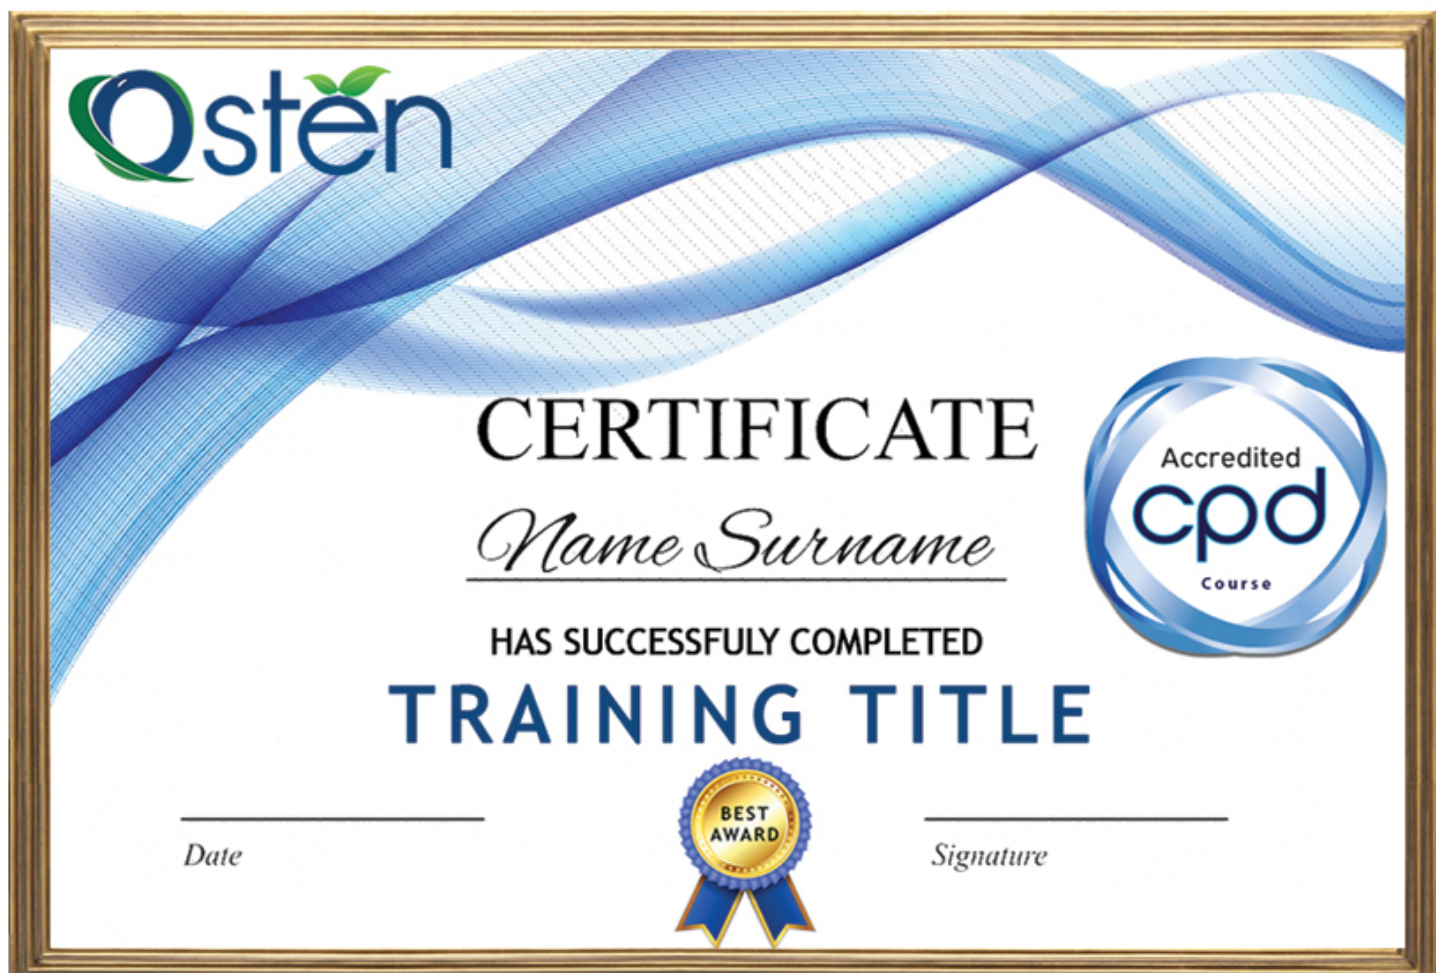 Osten
CERTIFICATE
Name Surname
Accredited
cpd
Course
HAS SUCCESSFULY COMPLETED
TRAINING TITLE
BEST
AWARD
Date
Signature